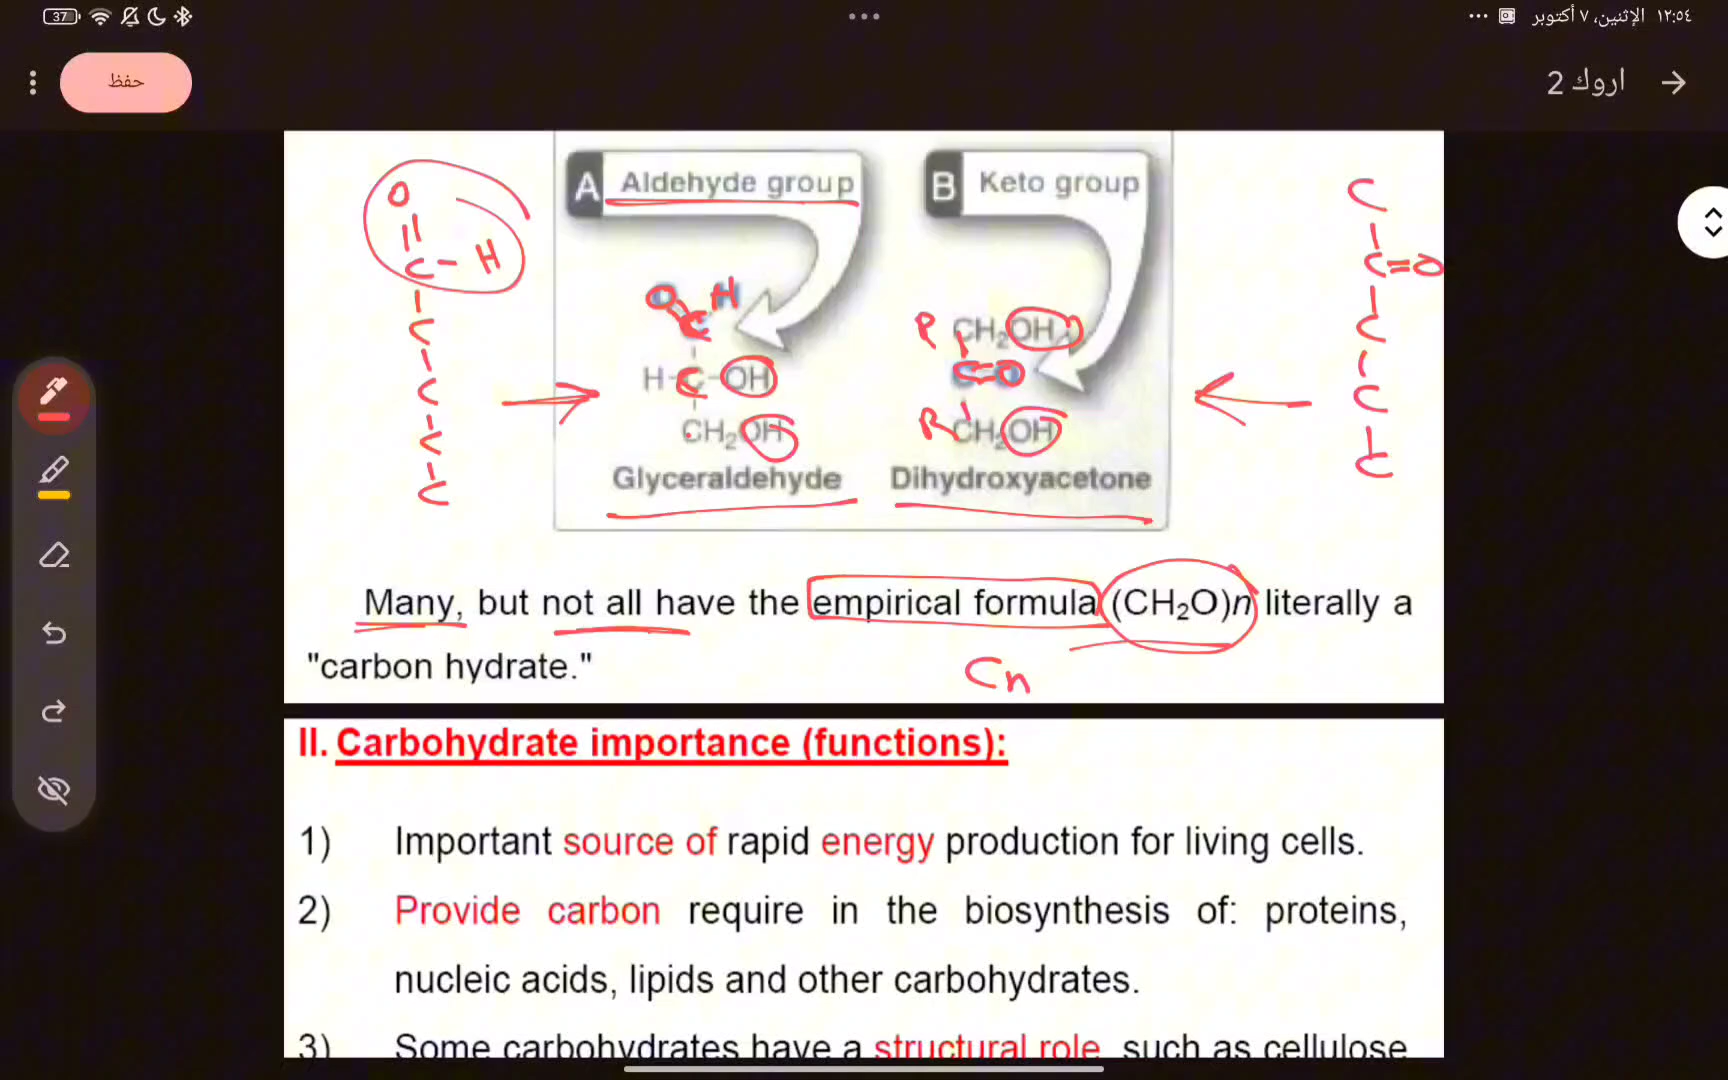 37
١٢:٥٤ الإثنين، ٧ أكتوبر
حفظ
اروك 2
A Aldehyde group
B Keto group
O
C - H
C
C
C
C
O H
C
H-C-OH
CH₂OH
Glyceraldehyde
R CH₂OH
C=O
R CH₂OH
Dihydroxyacetone
C
C=O
C
C
C
Many, but not all have the empirical formula (CH₂O)n literally a
"carbon hydrate."
Cn
II. Carbohydrate importance (functions):
1) Important source of rapid energy production for living cells.
2) Provide carbon require in the biosynthesis of: proteins,
nucleic acids, lipids and other carbohydrates.
3) Some carbohydrates have a structural role, such as cellulose